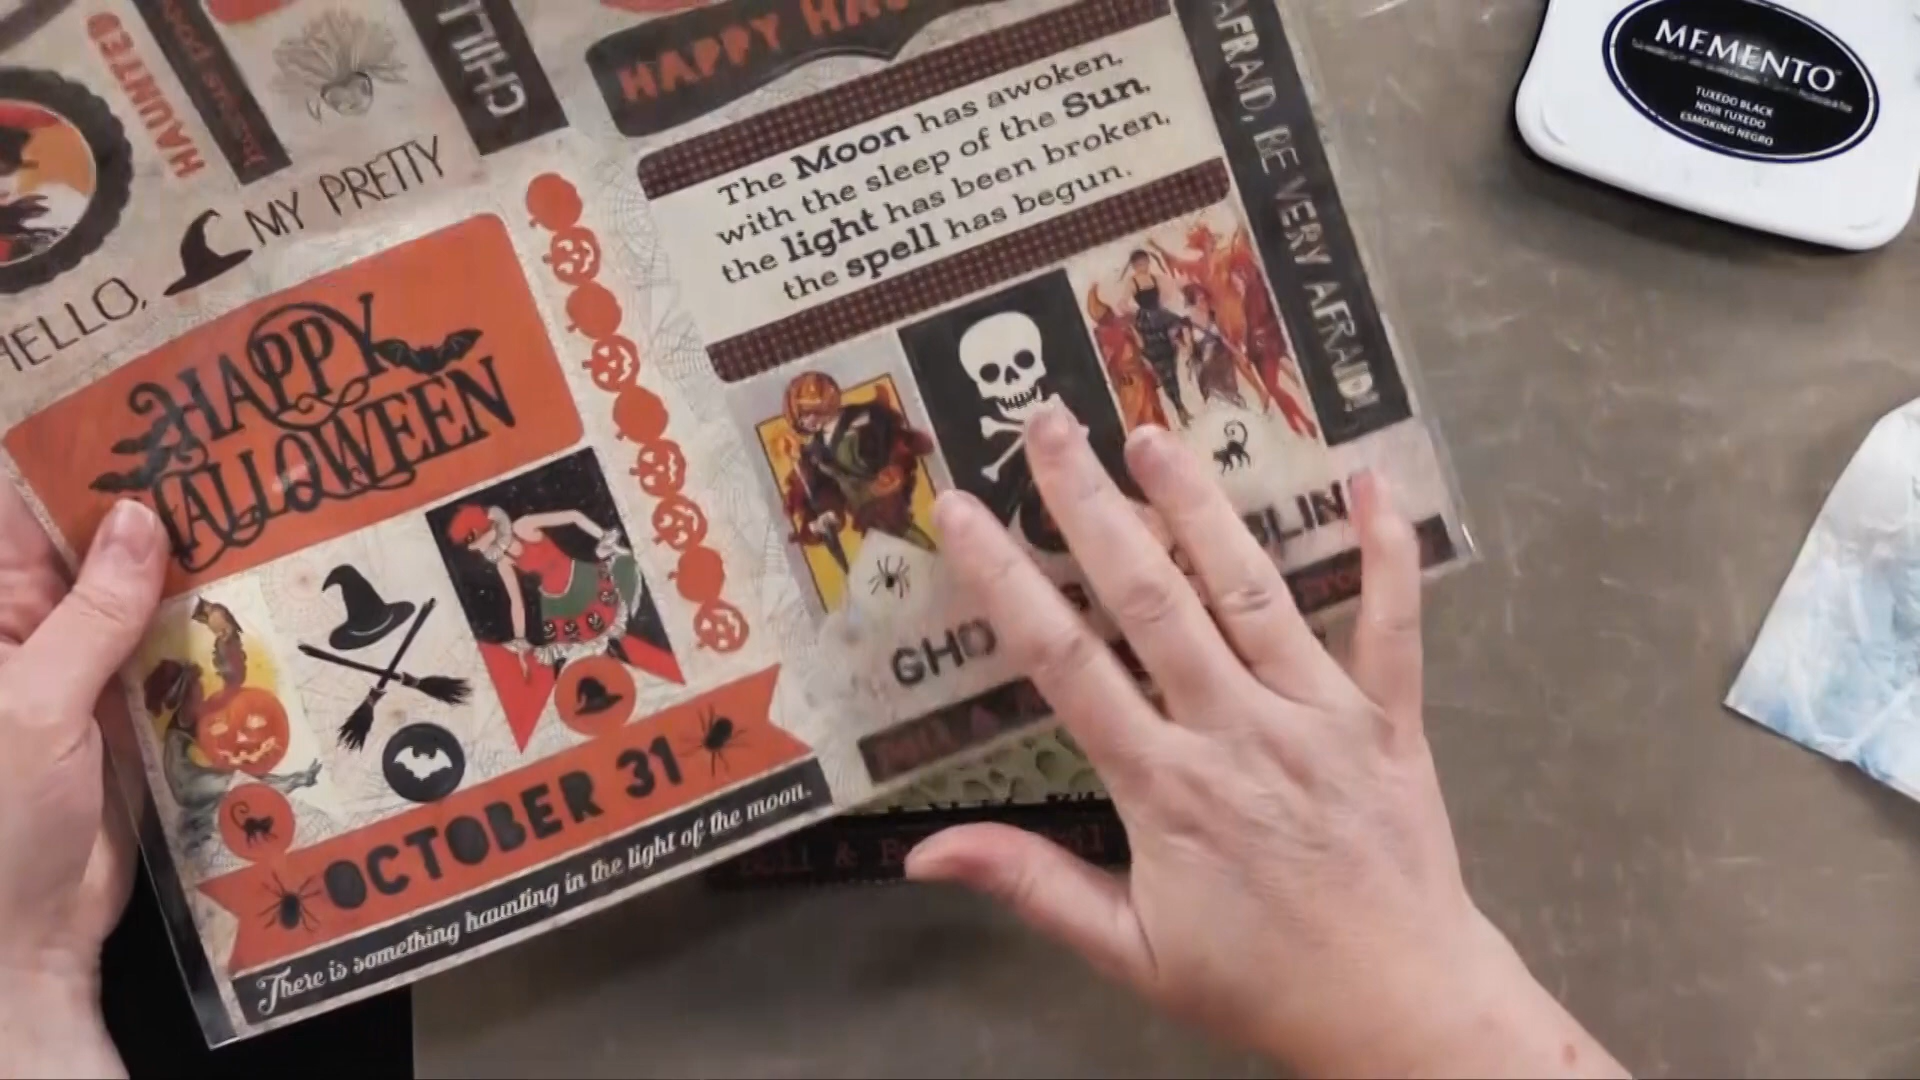 HAUNTED
CHILL
HAPPY
The Moon has awoken,
with the sleep of the Sun,
the light has been broken,
the spell has begun.
AFRAID, BE VERY AFRAID!
MEMENTO
TUXEDO BLACK
NOIR TUXEDO
ESMOKING NEGRO
HELLO, MY PRETTY
HAPPY
HALLOWEEN
GHO
BLIN
OCTOBER 31
There is something haunting in the light of the moon.